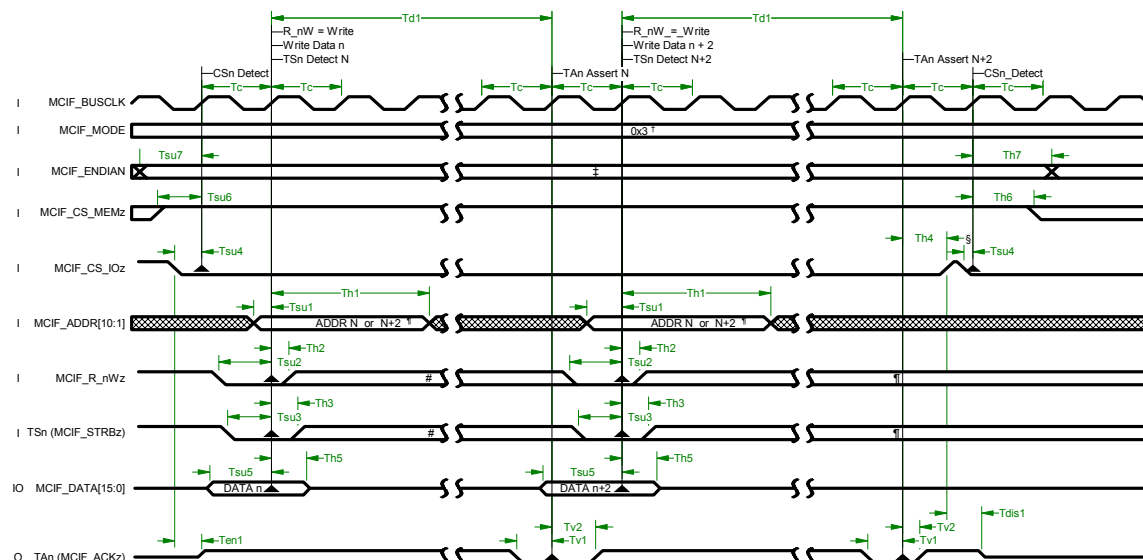 Td1 Td1
R_nW = Write R_nW_=_Write
Write Data n Write Data n + 2
TSn Detect N TSn Detect N+2
CSn Detect TAn Assert N TAn Assert N+2 CSn_Detect
Tc Tc Tc Tc Tc Tc Tc
I MCIF_BUSCLK
I MCIF_MODE 0x3 †
Tsu7 Th7
I MCIF_ENDIAN ‡
Tsu6 Th6
I MCIF_CS_MEMz
Th4 §
Tsu4 Tsu4
I MCIF_CS_IOz
Th1 Th1
Tsu1 Tsu1
I MCIF_ADDR[10:1] ADDR N or N+2 ¶ ADDR N or N+2 ¶
Th2 Th2
Tsu2 Tsu2
I MCIF_R_nWz # ¶
Th3 Th3
Tsu3 Tsu3
I TSn (MCIF_STRBz) # ¶
Th5 Th5
Tsu5 Tsu5
IO MCIF_DATA[15:0] DATA n DATA n+2
Tdis1
Tv2 Tv2
Ten1 Tv1 Tv1
O TAn (MCIF_ACKz)